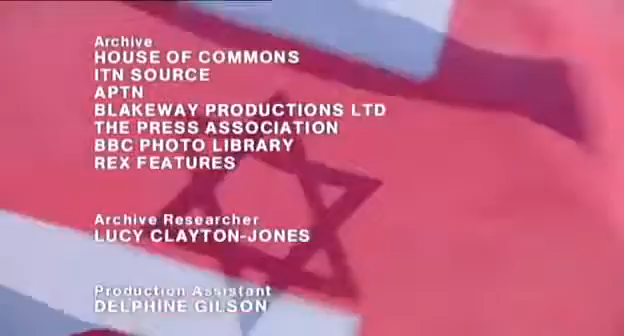 Archive
HOUSE OF COMMONS
ITN SOURCE
APTN
BLAKEWAY PRODUCTIONS LTD
THE PRESS ASSOCIATION
BBC PHOTO LIBRARY
REX FEATURES
Archive Researcher
LUCY CLAYTON-JONES
Production Assistant
DELPHINE GILSON